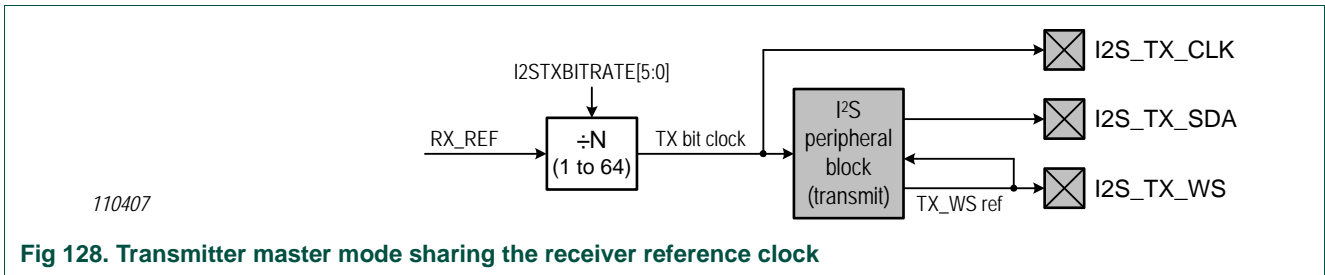 I2S_TX_CLK
I2STXBITRATE[5:0]
I²S
peripheral
block
(transmit)
I2S_TX_SDA
RX_REF
÷N
(1 to 64)
TX bit clock
I2S_TX_WS
TX_WS ref
110407
Fig 128. Transmitter master mode sharing the receiver reference clock